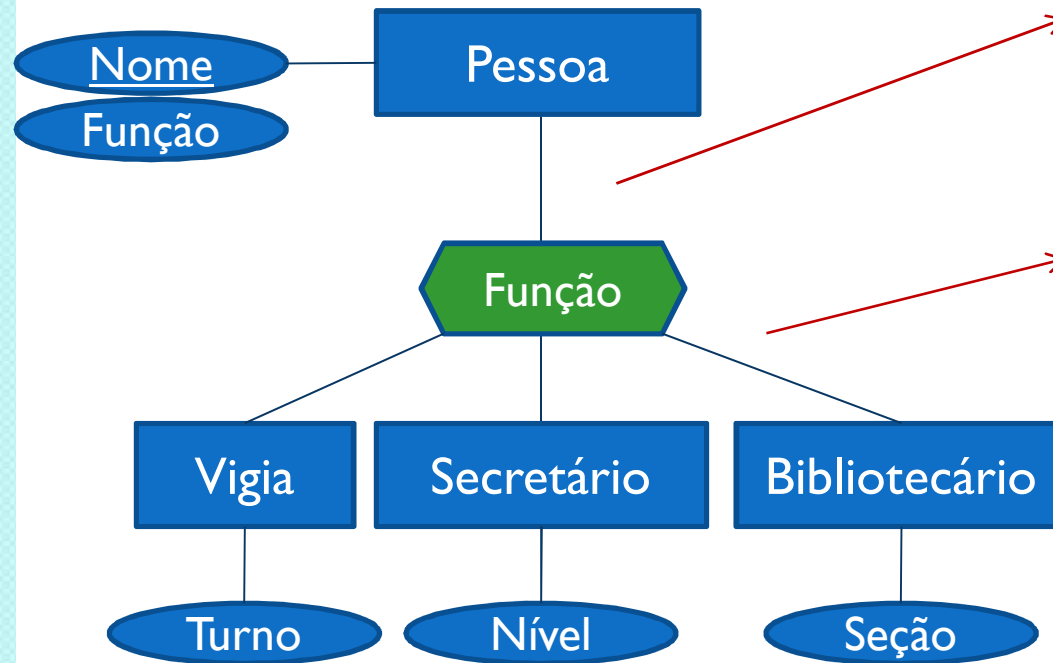 Nome
Pessoa
Função
Função
Vigia
Secretário
Bibliotecário
Turno
Nível
Seção